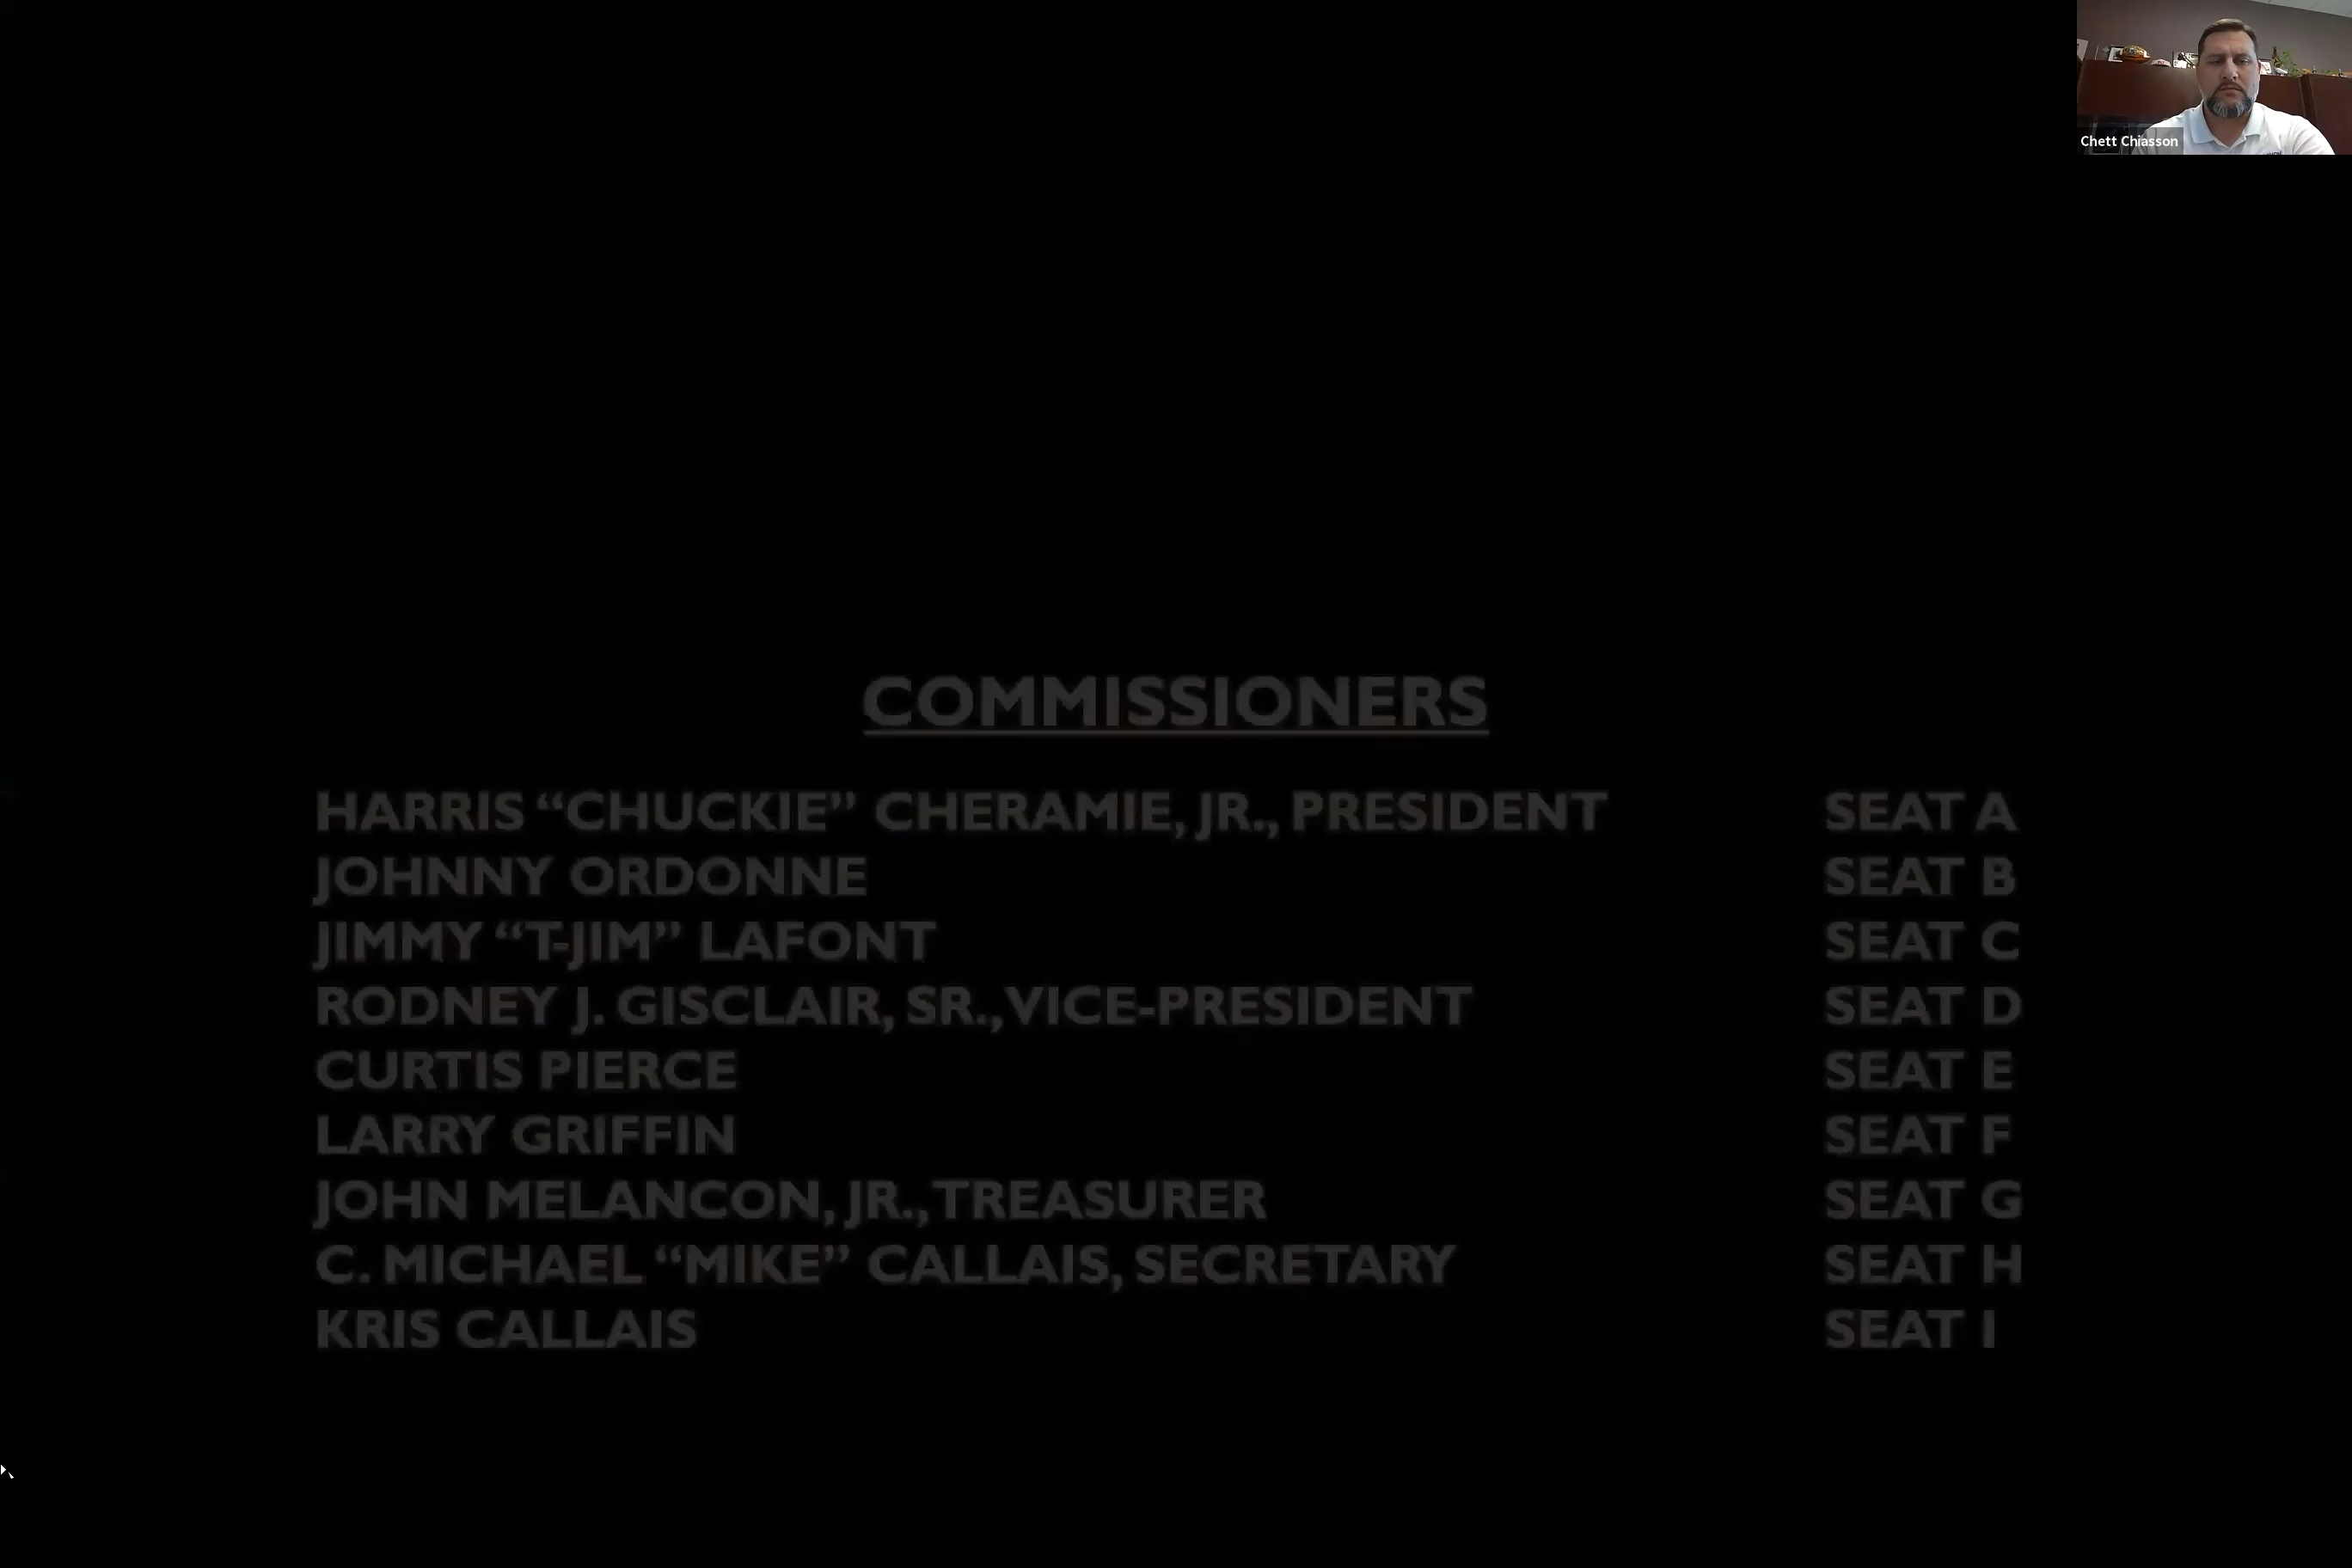 Chett Chiasson
COMMISSIONERS
HARRIS “CHUCKIE” CHERAMIE, JR., PRESIDENT SEAT A
JOHNNY ORDONNE SEAT B
JIMMY “T-JIM” LAFONT SEAT C
RODNEY J. GISCLAIR, SR., VICE-PRESIDENT SEAT D
CURTIS PIERCE SEAT E
LARRY GRIFFIN SEAT F
JOHN MELANCON, JR., TREASURER SEAT G
C. MICHAEL “MIKE” CALLAIS, SECRETARY SEAT H
KRIS CALLAIS SEAT I